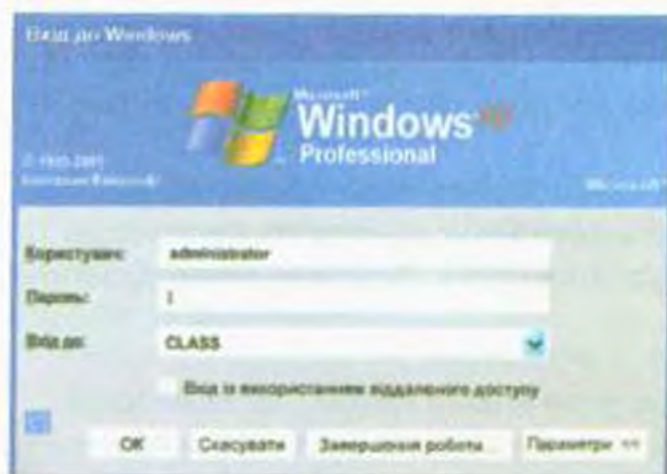 Вхід до Windows
Microsoft
Windows xp
Professional
Microsoft
Користувач: administrator
Пароль:
Вхід до: CLASS
Вхід із використанням віддаленого доступу
ОК Скасувати Завершення роботи... Параметри <<